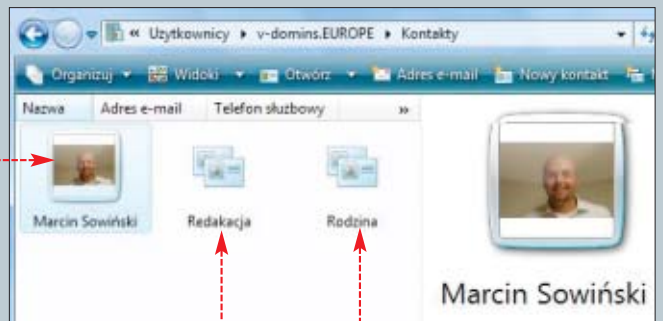 « Użytkownicy ▸ v-domins.EUROPE ▸ Kontakty
Organizuj Widoki Otwórz Adres e-mail Nowy kontakt
Nazwa Adres e-mail Telefon służbowy »
Marcin Sowiński Redakacja Rodzina
Marcin Sowiński